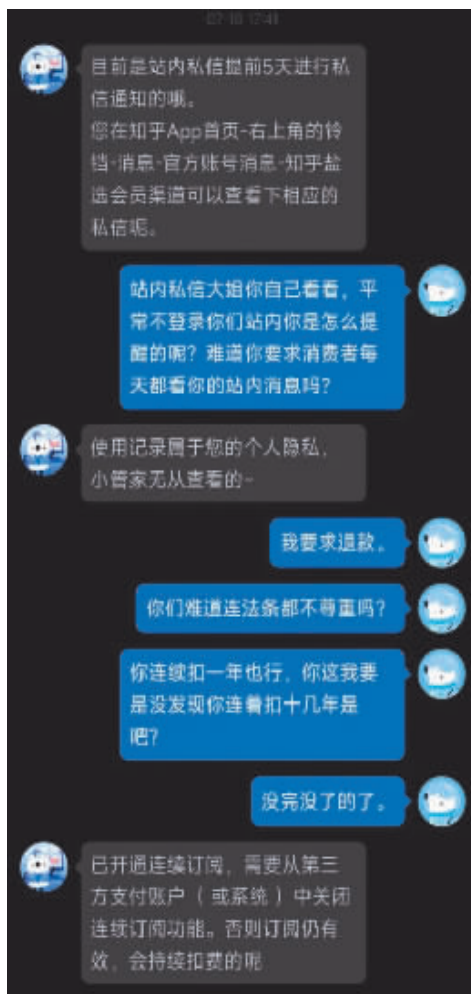 02-18 12:41
目前是站内私信提前5天进行私
信通知的哦。
您在知乎App首页-右上角的铃
铛-消息-官方账号消息-知乎盐
选会员渠道可以查看下相应的
私信呢。
站内私信大姐你自己看看，平
常不登录你们站内你是怎么提
醒的呢？难道你要求消费者每
天都看你的站内消息吗？
使用记录属于您的个人隐私，
小管家无从查看的~
我要求退款。
你们难道连法条都不尊重吗？
你连续扣一年也行，你这我要
是没发现你连着扣十几年是
吧？
没完没了的了。
已开通连续订阅，需要从第三
方支付账户（或系统）中关闭
连续订阅功能。否则订阅仍有
效，会持续扣费的呢